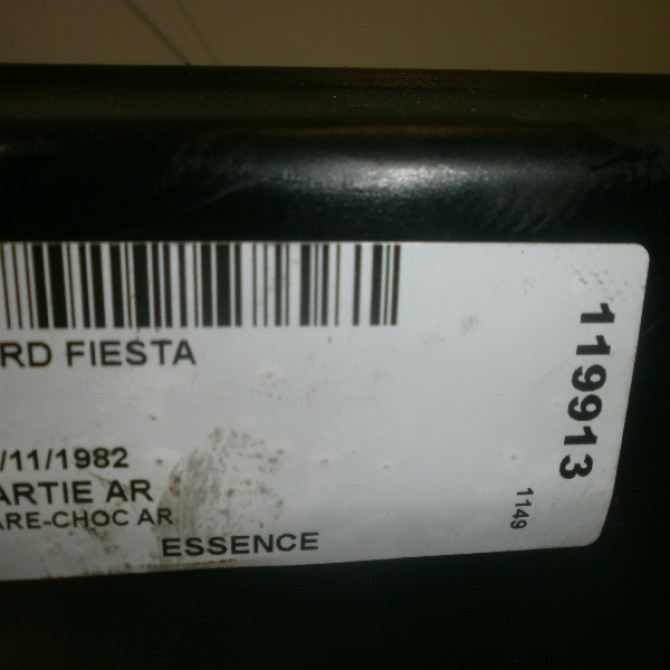 RD FIESTA
/11/1982
ARTIE AR
ARE-CHOC AR
ESSENCE
119913
1149